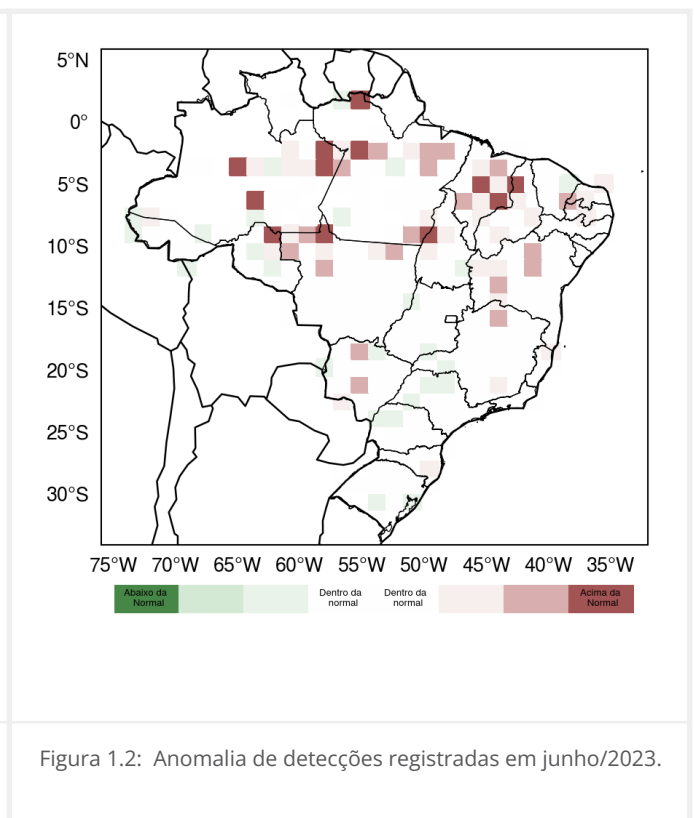 5°N
0°
5°S
10°S
15°S
20°S
25°S
30°S
75°W 70°W 65°W 60°W 55°W 50°W 45°W 40°W 35°W
Abaixo da Normal
Dentro da normal
Dentro da normal
Acima da Normal
Figura 1.2: Anomalia de detecções registradas em junho/2023.